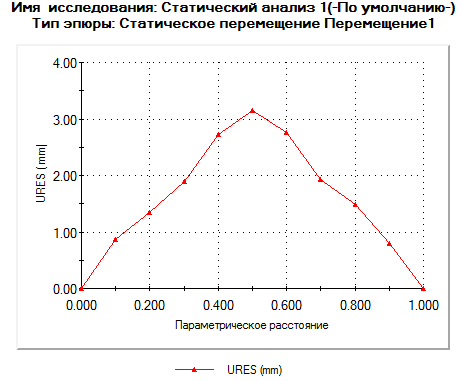 Имя исследования: Статический анализ 1(-По умолчанию-)
Тип эпюры: Статическое перемещение Перемещение1
4.00
3.00
2.00
1.00
0.00
URES (mm)
0.000 0.200 0.400 0.600 0.800 1.000
Параметрическое расстояние
URES (mm)